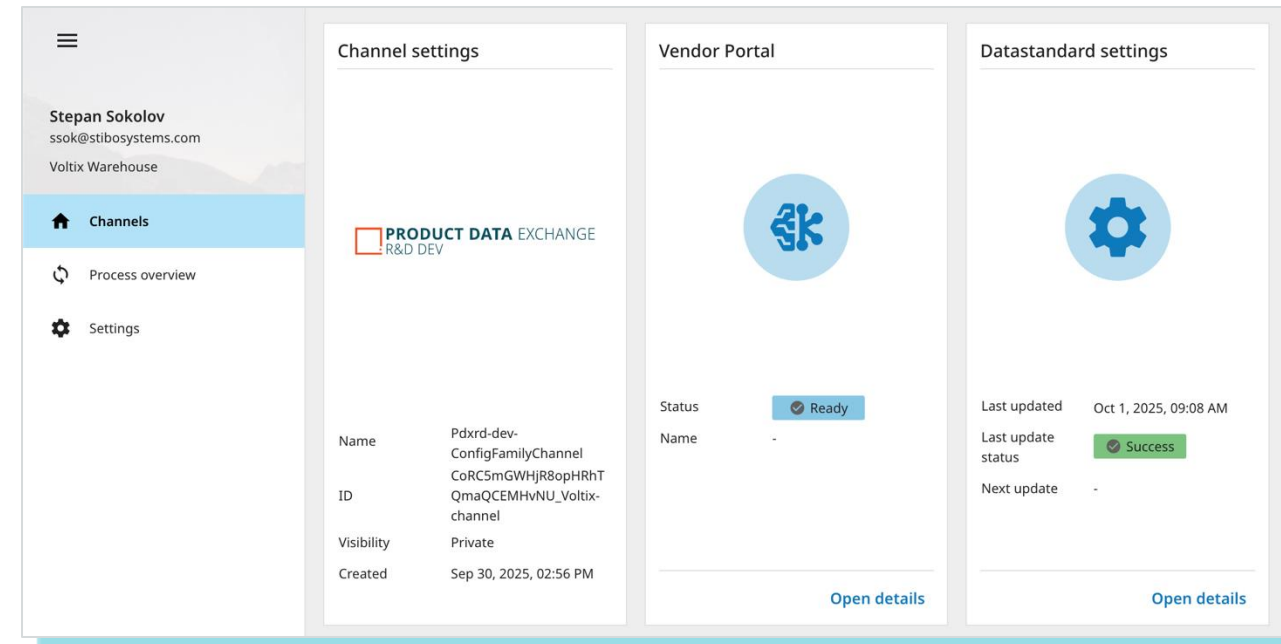 Stepan Sokolov
ssok@stibosystems.com
Voltix Warehouse
Channels
Process overview
Settings
Channel settings
PRODUCT DATA EXCHANGE
R&D DEV
Name Pdxrd-dev-
ConfigFamilyChannel
ID CoRC5mGWHjR8opHRhT
QmaQCEMHvNU_Voltix-
channel
Visibility Private
Created Sep 30, 2025, 02:56 PM
Vendor Portal
Status Ready
Name -
Open details
Datastandard settings
Last updated Oct 1, 2025, 09:08 AM
Last update
status Success
Next update -
Open details